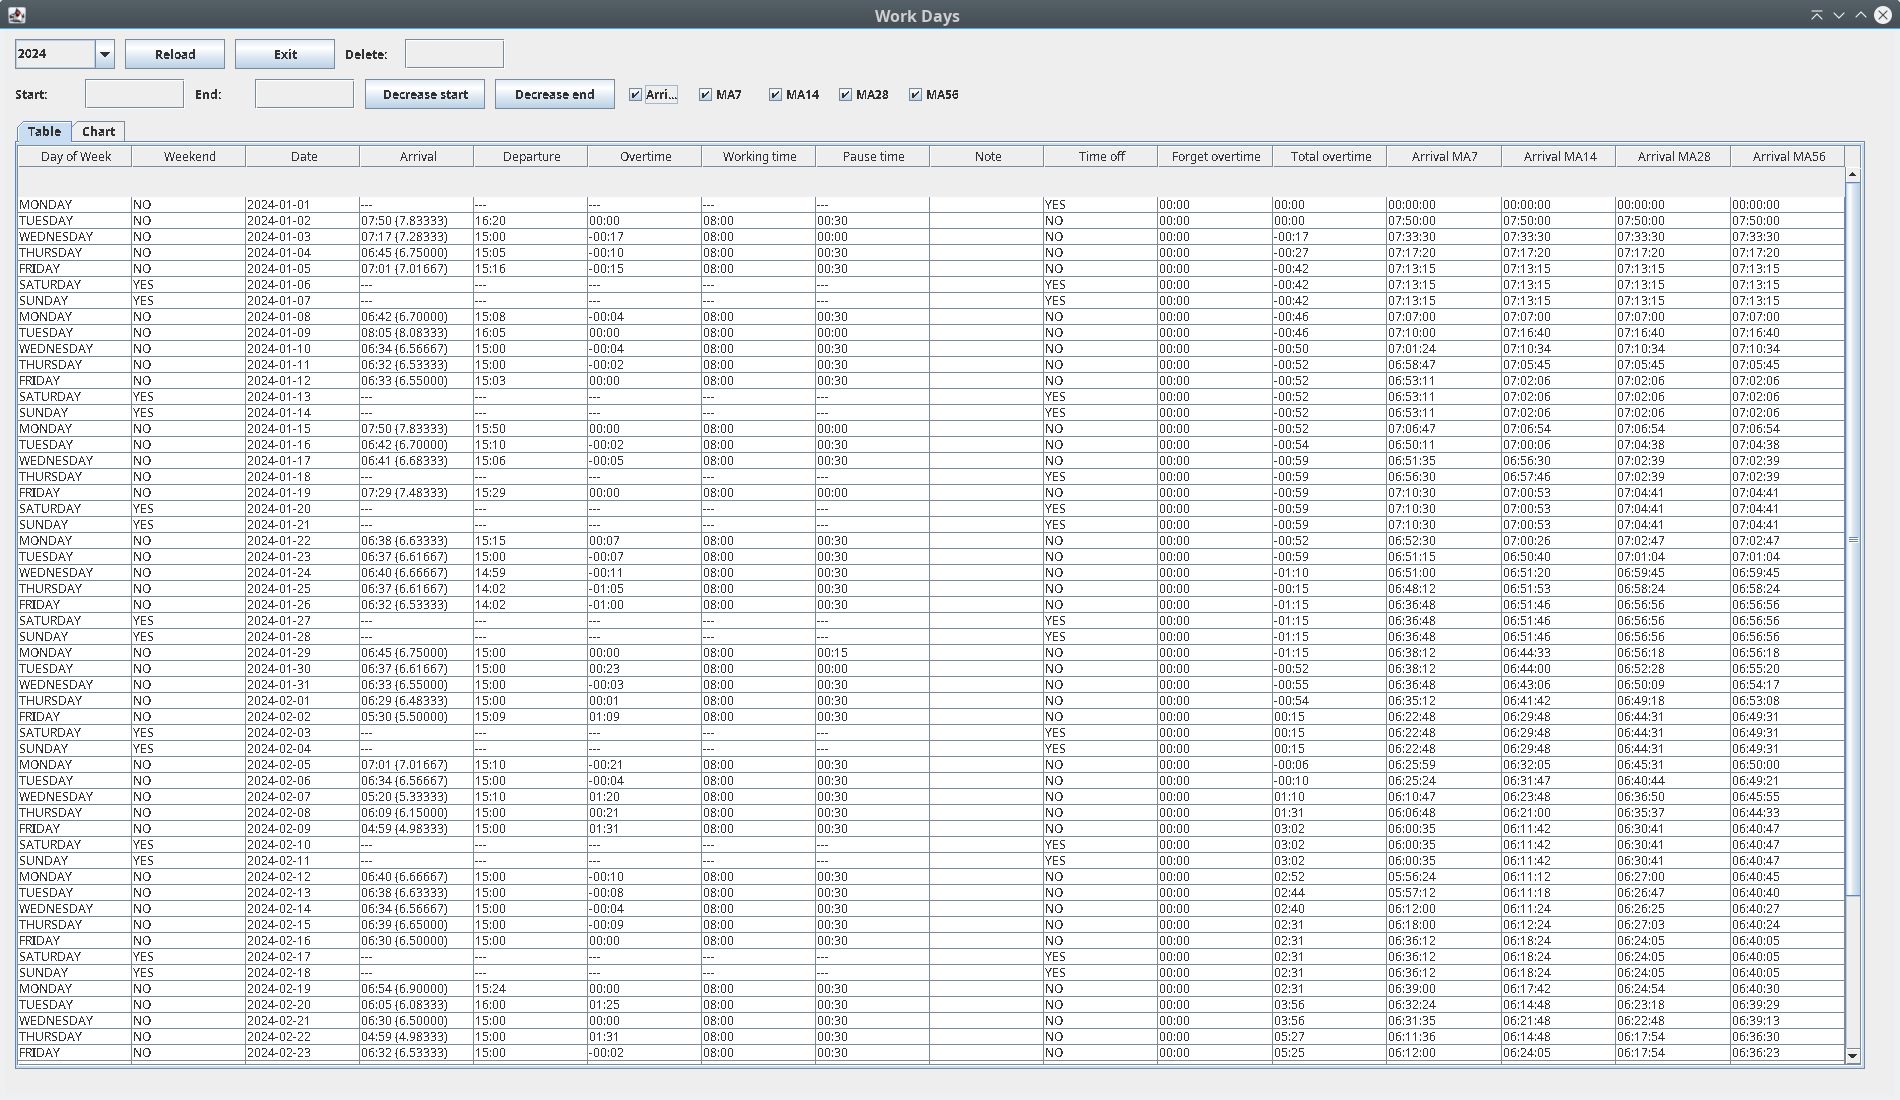 Work Days
2024 Reload Exit Delete:
Start: End: Decrease start Decrease end Arri... MA7 MA14 MA28 MA56
Table Chart
Day of Week Weekend Date Arrival Departure Overtime Working time Pause time Note Time off Forget overtime Total overtime Arrival MA7 Arrival MA14 Arrival MA28 Arrival MA56
MONDAY NO 2024-01-01 --- --- --- --- --- YES 00:00 00:00 00:00:00 00:00:00 00:00:00 00:00:00
TUESDAY NO 2024-01-02 07:50 (7.83333) 16:20 00:00 08:00 00:30 NO 00:00 00:00 07:50:00 07:50:00 07:50:00 07:50:00
WEDNESDAY NO 2024-01-03 07:17 (7.28333) 15:00 -00:17 08:00 00:00 NO 00:00 -00:17 07:33:30 07:33:30 07:33:30 07:33:30
THURSDAY NO 2024-01-04 06:45 (6.75000) 15:05 -00:10 08:00 00:30 NO 00:00 -00:27 07:17:20 07:17:20 07:17:20 07:17:20
FRIDAY NO 2024-01-05 07:01 (7.01667) 15:16 -00:15 08:00 00:30 NO 00:00 -00:42 07:13:15 07:13:15 07:13:15 07:13:15
SATURDAY YES 2024-01-06 --- --- --- --- --- YES 00:00 -00:42 07:13:15 07:13:15 07:13:15 07:13:15
SUNDAY YES 2024-01-07 --- --- --- --- --- YES 00:00 -00:42 07:13:15 07:13:15 07:13:15 07:13:15
MONDAY NO 2024-01-08 06:42 (6.70000) 15:08 -00:04 08:00 00:30 NO 00:00 -00:46 07:07:00 07:07:00 07:07:00 07:07:00
TUESDAY NO 2024-01-09 08:05 (8.08333) 16:05 00:00 08:00 00:00 NO 00:00 -00:46 07:10:00 07:16:40 07:16:40 07:16:40
WEDNESDAY NO 2024-01-10 06:34 (6.56667) 15:00 -00:04 08:00 00:30 NO 00:00 -00:50 07:01:24 07:10:34 07:10:34 07:10:34
THURSDAY NO 2024-01-11 06:32 (6.53333) 15:00 -00:02 08:00 00:30 NO 00:00 -00:52 06:58:47 07:05:45 07:05:45 07:05:45
FRIDAY NO 2024-01-12 06:33 (6.55000) 15:03 00:00 08:00 00:30 NO 00:00 -00:52 06:53:11 07:02:06 07:02:06 07:02:06
SATURDAY YES 2024-01-13 --- --- --- --- --- YES 00:00 -00:52 06:53:11 07:02:06 07:02:06 07:02:06
SUNDAY YES 2024-01-14 --- --- --- --- --- YES 00:00 -00:52 06:53:11 07:02:06 07:02:06 07:02:06
MONDAY NO 2024-01-15 07:50 (7.83333) 15:50 00:00 08:00 00:00 NO 00:00 -00:52 07:06:47 07:06:54 07:06:54 07:06:54
TUESDAY NO 2024-01-16 06:42 (6.70000) 15:10 -00:02 08:00 00:30 NO 00:00 -00:54 06:50:11 07:00:06 07:04:38 07:04:38
WEDNESDAY NO 2024-01-17 06:41 (6.68333) 15:06 -00:05 08:00 00:30 NO 00:00 -00:59 06:51:35 06:56:30 07:02:39 07:02:39
THURSDAY NO 2024-01-18 --- --- --- --- --- YES 00:00 -00:59 06:56:30 06:57:46 07:02:39 07:02:39
FRIDAY NO 2024-01-19 07:29 (7.48333) 15:29 00:00 08:00 00:00 NO 00:00 -00:59 07:10:30 07:00:53 07:04:41 07:04:41
SATURDAY YES 2024-01-20 --- --- --- --- --- YES 00:00 -00:59 07:10:30 07:00:53 07:04:41 07:04:41
SUNDAY YES 2024-01-21 --- --- --- --- --- YES 00:00 -00:59 07:10:30 07:00:53 07:04:41 07:04:41
MONDAY NO 2024-01-22 06:38 (6.63333) 15:15 00:07 08:00 00:30 NO 00:00 -00:52 06:52:30 07:00:26 07:02:47 07:02:47
TUESDAY NO 2024-01-23 06:37 (6.61667) 15:00 -00:07 08:00 00:30 NO 00:00 -00:59 06:51:15 06:50:40 07:01:04 07:01:04
WEDNESDAY NO 2024-01-24 06:40 (6.66667) 14:59 -00:11 08:00 00:30 NO 00:00 -01:10 06:51:00 06:51:20 06:59:45 06:59:45
THURSDAY NO 2024-01-25 06:37 (6.61667) 14:02 -01:05 08:00 00:30 NO 00:00 -00:15 06:48:12 06:51:53 06:58:24 06:58:24
FRIDAY NO 2024-01-26 06:32 (6.53333) 14:02 -01:00 08:00 00:30 NO 00:00 -01:15 06:36:48 06:51:46 06:56:56 06:56:56
SATURDAY YES 2024-01-27 --- --- --- --- --- YES 00:00 -01:15 06:36:48 06:51:46 06:56:56 06:56:56
SUNDAY YES 2024-01-28 --- --- --- --- --- YES 00:00 -01:15 06:36:48 06:51:46 06:56:56 06:56:56
MONDAY NO 2024-01-29 06:45 (6.75000) 15:00 00:00 08:00 00:15 NO 00:00 -01:15 06:38:12 06:44:33 06:56:18 06:56:18
TUESDAY NO 2024-01-30 06:37 (6.61667) 15:00 00:23 08:00 00:00 NO 00:00 -00:52 06:38:12 06:44:00 06:52:28 06:55:20
WEDNESDAY NO 2024-01-31 06:33 (6.55000) 15:00 -00:03 08:00 00:30 NO 00:00 -00:55 06:36:48 06:43:06 06:50:09 06:54:17
THURSDAY NO 2024-02-01 06:29 (6.48333) 15:00 00:01 08:00 00:30 NO 00:00 -00:54 06:35:12 06:41:42 06:49:18 06:53:08
FRIDAY NO 2024-02-02 05:30 (5.50000) 15:09 01:09 08:00 00:30 NO 00:00 00:15 06:22:48 06:29:48 06:44:31 06:49:31
SATURDAY YES 2024-02-03 --- --- --- --- --- YES 00:00 00:15 06:22:48 06:29:48 06:44:31 06:49:31
SUNDAY YES 2024-02-04 --- --- --- --- --- YES 00:00 00:15 06:22:48 06:29:48 06:44:31 06:49:31
MONDAY NO 2024-02-05 07:01 (7.01667) 15:10 -00:21 08:00 00:30 NO 00:00 -00:06 06:25:59 06:32:05 06:45:31 06:50:00
TUESDAY NO 2024-02-06 06:34 (6.56667) 15:00 -00:04 08:00 00:30 NO 00:00 -00:10 06:25:24 06:31:47 06:40:44 06:49:21
WEDNESDAY NO 2024-02-07 05:20 (5.33333) 15:10 01:20 08:00 00:30 NO 00:00 01:10 06:10:47 06:23:48 06:36:50 06:45:55
THURSDAY NO 2024-02-08 06:09 (6.15000) 15:00 00:21 08:00 00:30 NO 00:00 01:31 06:06:48 06:21:00 06:35:37 06:44:33
FRIDAY NO 2024-02-09 04:59 (4.98333) 15:00 01:31 08:00 00:30 NO 00:00 03:02 06:00:35 06:11:42 06:30:41 06:40:47
SATURDAY YES 2024-02-10 --- --- --- --- --- YES 00:00 03:02 06:00:35 06:11:42 06:30:41 06:40:47
SUNDAY YES 2024-02-11 --- --- --- --- --- YES 00:00 03:02 06:00:35 06:11:42 06:30:41 06:40:47
MONDAY NO 2024-02-12 06:40 (6.66667) 15:00 -00:10 08:00 00:30 NO 00:00 02:52 05:56:24 06:11:12 06:27:00 06:40:45
TUESDAY NO 2024-02-13 06:38 (6.63333) 15:00 -00:08 08:00 00:30 NO 00:00 02:44 05:57:12 06:11:18 06:26:47 06:40:40
WEDNESDAY NO 2024-02-14 06:34 (6.56667) 15:00 -00:04 08:00 00:30 NO 00:00 02:40 06:12:00 06:11:24 06:26:25 06:40:27
THURSDAY NO 2024-02-15 06:39 (6.65000) 15:00 -00:09 08:00 00:30 NO 00:00 02:31 06:18:00 06:12:24 06:27:03 06:40:24
FRIDAY NO 2024-02-16 06:30 (6.50000) 15:00 00:00 08:00 00:30 NO 00:00 02:31 06:36:12 06:18:24 06:24:05 06:40:05
SATURDAY YES 2024-02-17 --- --- --- --- --- YES 00:00 02:31 06:36:12 06:18:24 06:24:05 06:40:05
SUNDAY YES 2024-02-18 --- --- --- --- --- YES 00:00 02:31 06:36:12 06:18:24 06:24:05 06:40:05
MONDAY NO 2024-02-19 06:54 (6.90000) 15:24 00:00 08:00 00:30 NO 00:00 02:31 06:39:00 06:17:42 06:24:54 06:40:30
TUESDAY NO 2024-02-20 06:05 (6.08333) 16:00 01:25 08:00 00:30 NO 00:00 03:56 06:32:24 06:14:48 06:23:18 06:39:29
WEDNESDAY NO 2024-02-21 06:30 (6.50000) 15:00 00:00 08:00 00:30 NO 00:00 03:56 06:31:35 06:21:48 06:22:48 06:39:13
THURSDAY NO 2024-02-22 04:59 (4.98333) 15:00 01:31 08:00 00:30 NO 00:00 05:27 06:11:36 06:14:48 06:17:54 06:36:30
FRIDAY NO 2024-02-23 06:32 (6.53333) 15:00 -00:02 08:00 00:30 NO 00:00 05:25 06:12:00 06:24:05 06:17:54 06:36:23